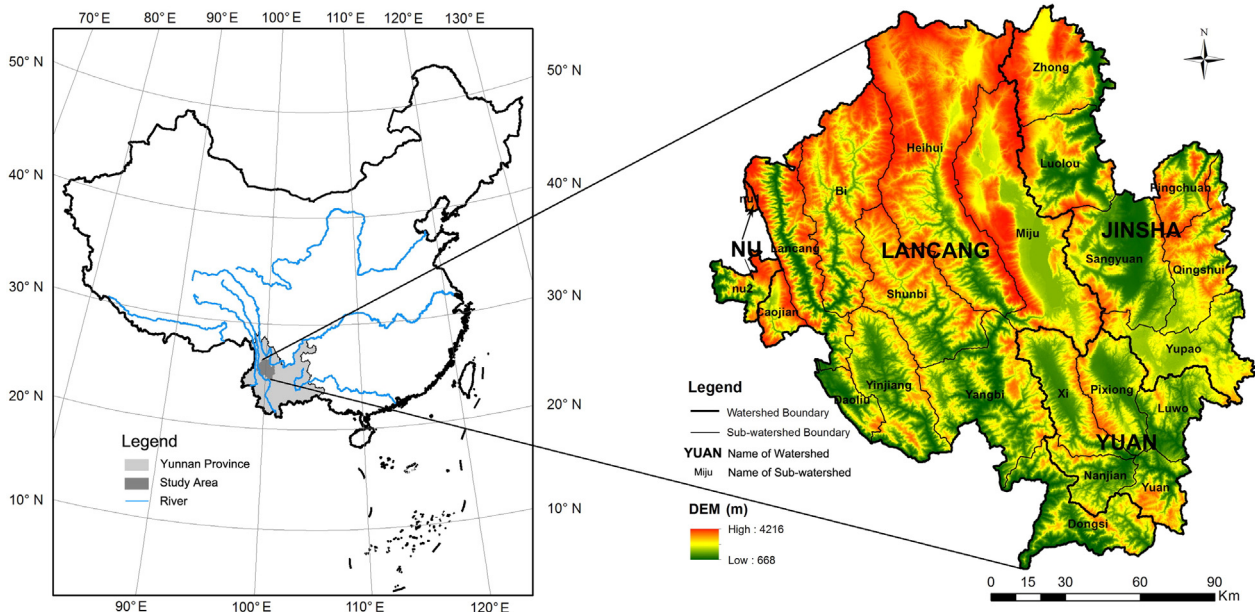 70° E 80° E 90° E 100° E 110° E 120° E 130° E
50° N
40° N
30° N
20° N
10° N
50° N
40° N
30° N
20° N
10° N
Legend
Yunnan Province
Study Area
River
90° E 100° E 110° E 120° E
N
Zhong
Heihui
Luolou
Pingchuan
Bi
nu1
Miju
JINSHA
NU
Lancang
LANCANG
Sangyuan
Qingshui
nu2
Shunbi
Caojian
Yupao
Yinjiang
Daoliu
Yangbi
Xi
Pixiong
Luwo
YUAN
Nanjian
Yuan
Dongsi
Legend
Watershed Boundary
Sub-watershed Boundary
YUAN Name of Watershed
Miju Name of Sub-watershed
DEM (m)
High : 4216
Low : 668
0 15 30 60 90
Km